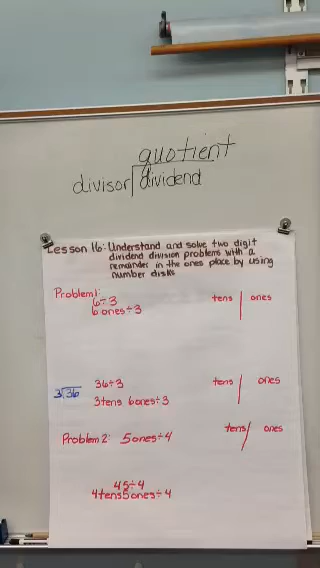 quotient
divisor dividend
Lesson 16: Understand and solve two digit
dividend division problems with a
remainder in the ones place by using
number disks
Problem 1:
6÷3
6 ones÷3
tens | ones
36÷3
3 tens 6 ones÷3
3 36
tens | ones
Problem 2: 5 ones÷4
tens | ones
45÷4
4 tens 5 ones÷4